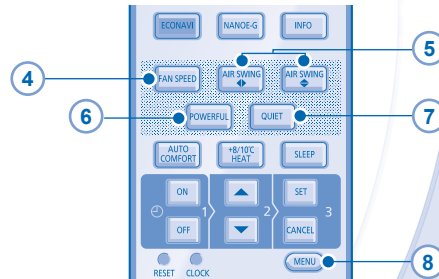 ECONAVI NANOE-G INFO
5
4 FAN SPEED AIR SWING AIR SWING
6 POWERFUL QUIET 7
AUTO COMFORT +8/10℃ HEAT SLEEP
ON SET
1 2 3
OFF CANCEL
RESET CLOCK MENU 8